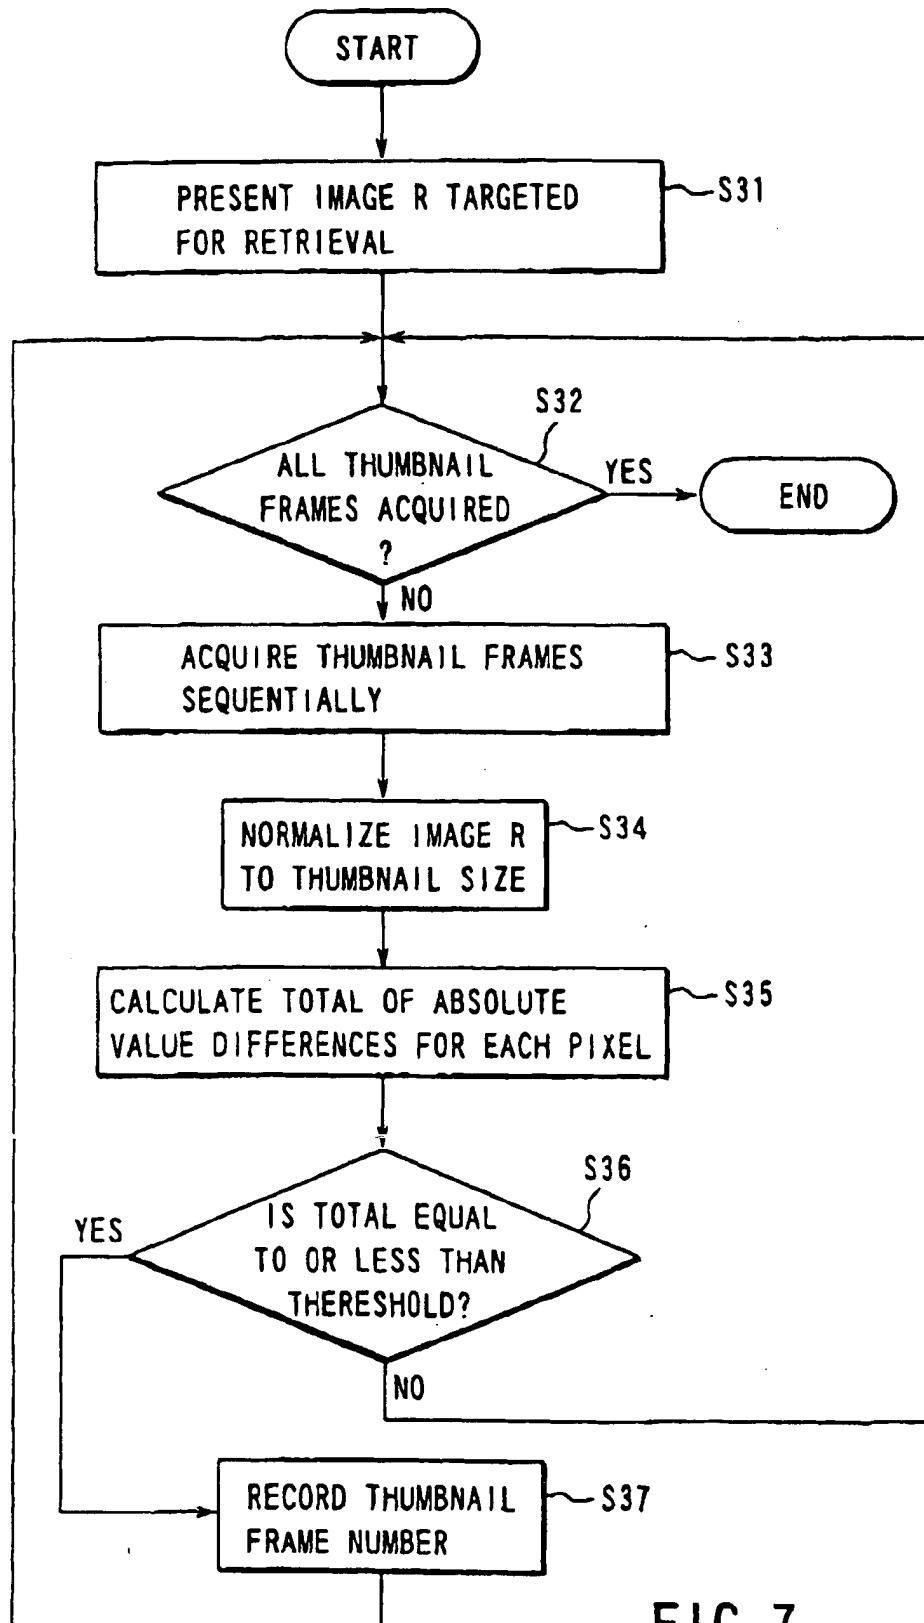 START
PRESENT IMAGE R TARGETED
FOR RETRIEVAL
S31
S32
ALL THUMBNAIL
FRAMES ACQUIRED
?
YES
END
NO
ACQUIRE THUMBNAIL FRAMES
SEQUENTIALLY
S33
NORMALIZE IMAGE R
TO THUMBNAIL SIZE
S34
CALCULATE TOTAL OF ABSOLUTE
VALUE DIFFERENCES FOR EACH PIXEL
S35
S36
IS TOTAL EQUAL
TO OR LESS THAN
THERESHOLD?
YES
NO
RECORD THUMBNAIL
FRAME NUMBER
S37
FIG. 7